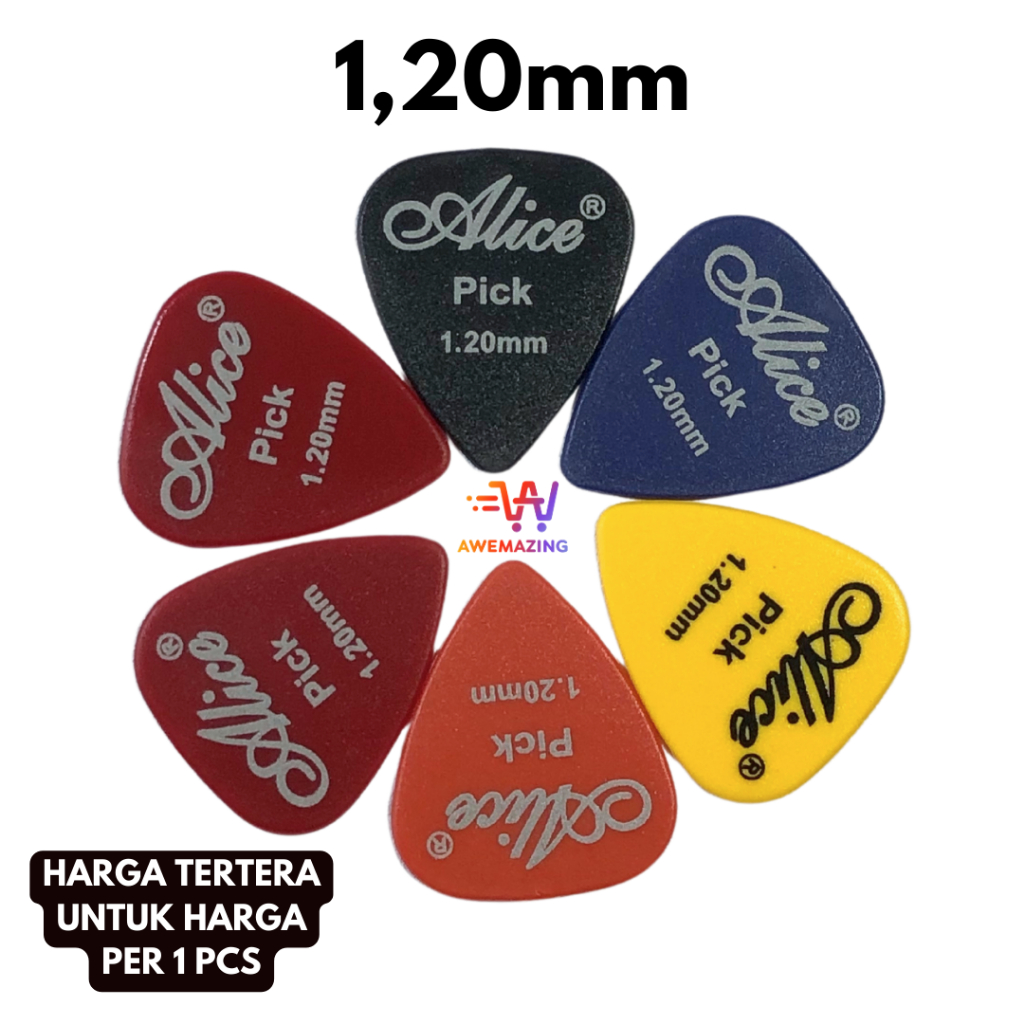 1,20mm
Alice®
Pick
1.20mm
Alice®
Pick
1.20mm
Alice®
Pick
1.20mm
AWEMAZING
Alice®
Pick
1.20mm
Alice®
Pick
1.20mm
Alice®
Pick
1.20mm
HARGA TERTERA
UNTUK HARGA
PER 1 PCS